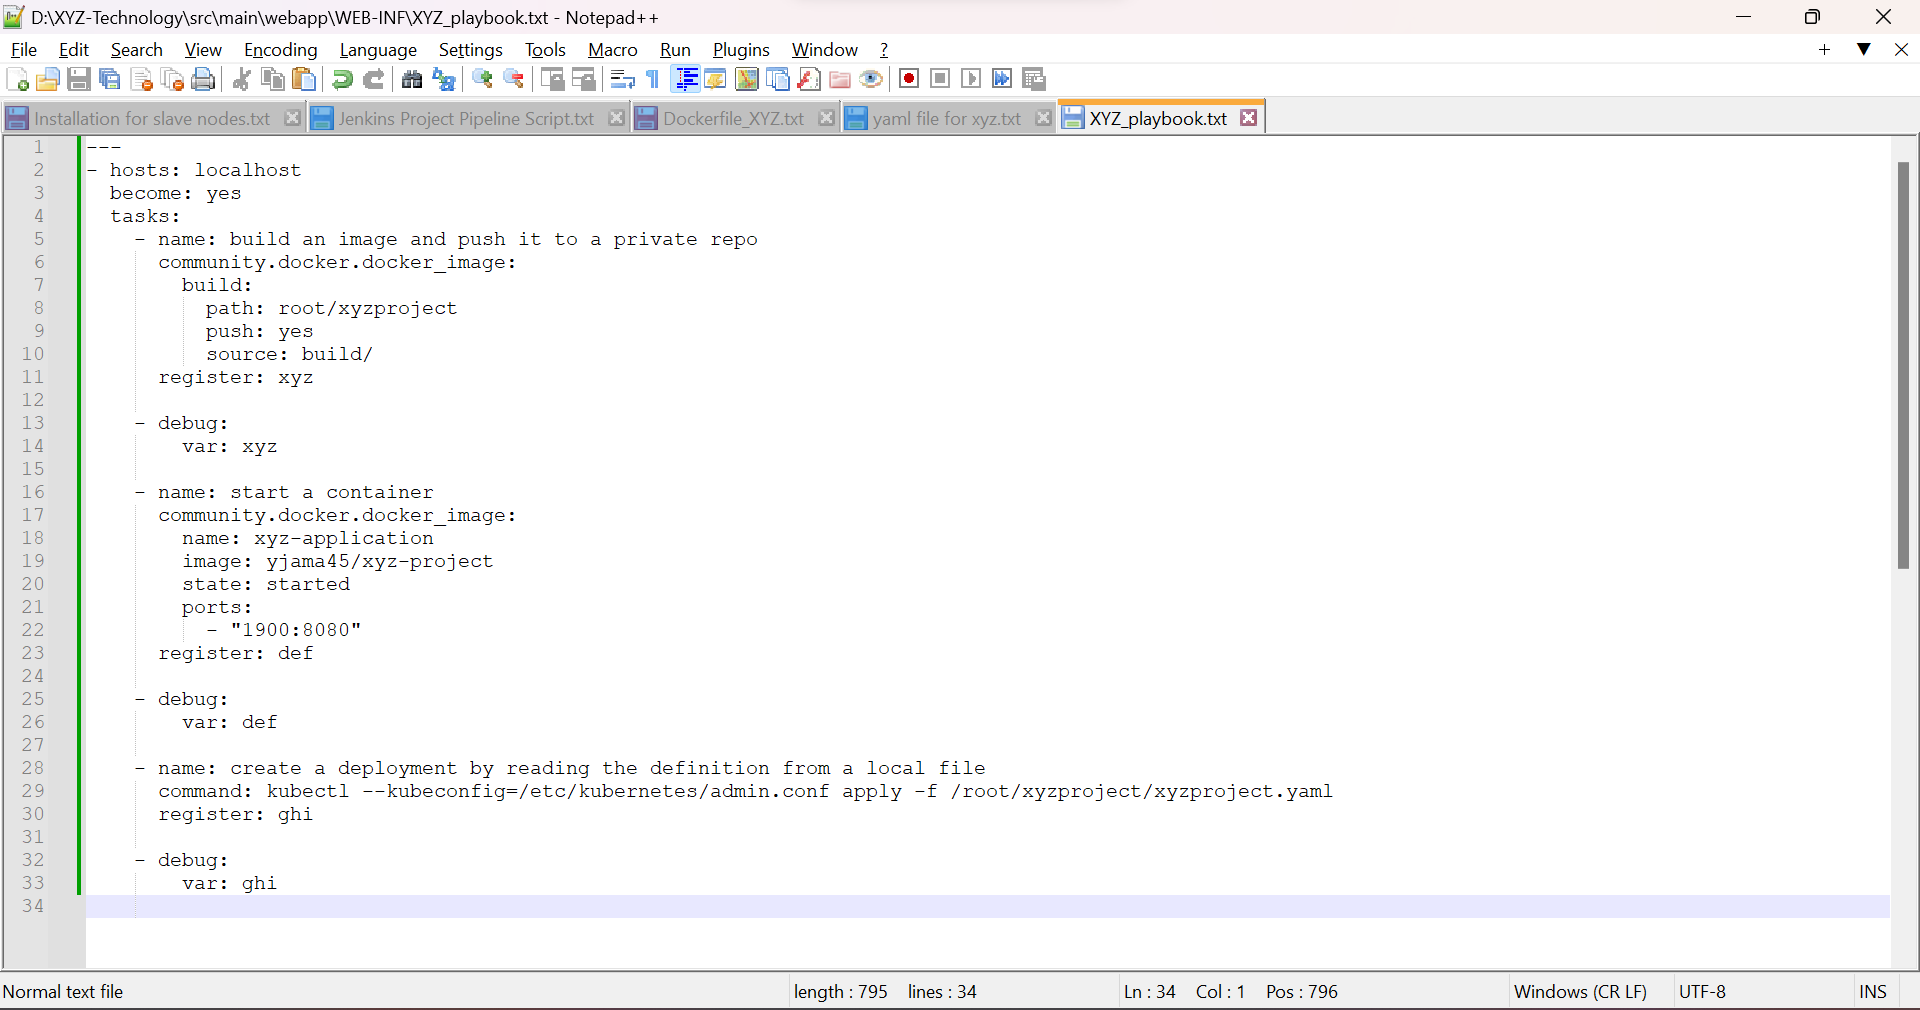 D:\XYZ-Technology\src\main\webapp\WEB-INF\XYZ_playbook.txt - Notepad++
File Edit Search View Encoding Language Settings Tools Macro Run Plugins Window ?
Installation for slave nodes.txt Jenkins Project Pipeline Script.txt Dockerfile_XYZ.txt yaml file for xyz.txt XYZ_playbook.txt
1 ---
2 - hosts: localhost
3   become: yes
4   tasks:
5     - name: build an image and push it to a private repo
6       community.docker.docker_image:
7         build:
8           path: root/xyzproject
9           push: yes
10           source: build/
11       register: xyz
12
13     - debug:
14         var: xyz
15
16     - name: start a container
17       community.docker.docker_image:
18         name: xyz-application
19         image: yjama45/xyz-project
20         state: started
21         ports:
22           - "1900:8080"
23       register: def
24
25     - debug:
26         var: def
27
28     - name: create a deployment by reading the definition from a local file
29       command: kubectl --kubeconfig=/etc/kubernetes/admin.conf apply -f /root/xyzproject/xyzproject.yaml
30       register: ghi
31
32     - debug:
33         var: ghi
34
Normal text file length : 795 lines : 34 Ln : 34 Col : 1 Pos : 796 Windows (CR LF) UTF-8 INS